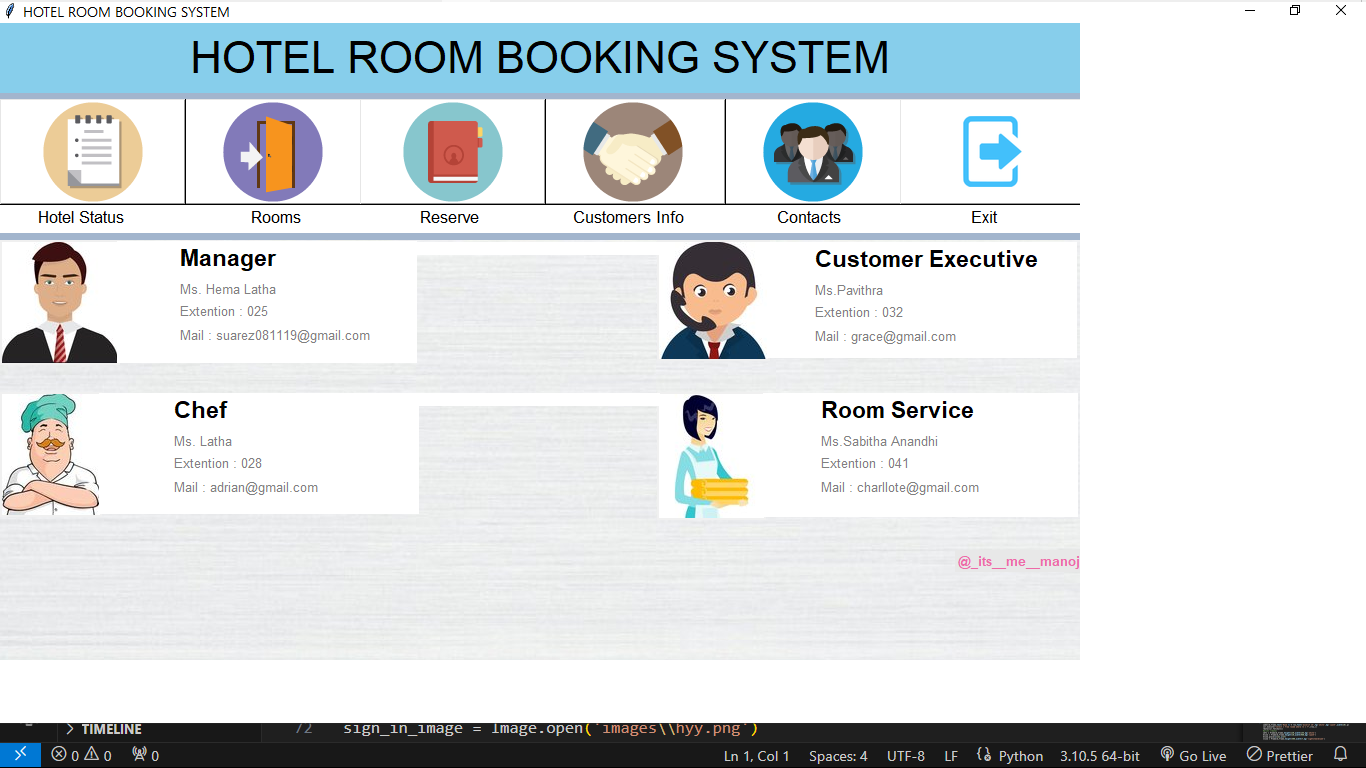 HOTEL ROOM BOOKING SYSTEM
HOTEL ROOM BOOKING SYSTEM
Hotel Status
Rooms
Reserve
Customers Info
Contacts
Exit
Manager
Ms. Hema Latha
Extention : 025
Mail : suarez081119@gmail.com
Customer Executive
Ms.Pavithra
Extention : 032
Mail : grace@gmail.com
Chef
Ms. Latha
Extention : 028
Mail : adrian@gmail.com
Room Service
Ms.Sabitha Anandhi
Extention : 041
Mail : charllote@gmail.com
@_its__me__manoj
TIMELINE
72 sign_in_image = Image.open('images\\hyy.png')
0 0 0
Ln 1, Col 1 Spaces: 4 UTF-8 LF Python 3.10.5 64-bit Go Live Prettier